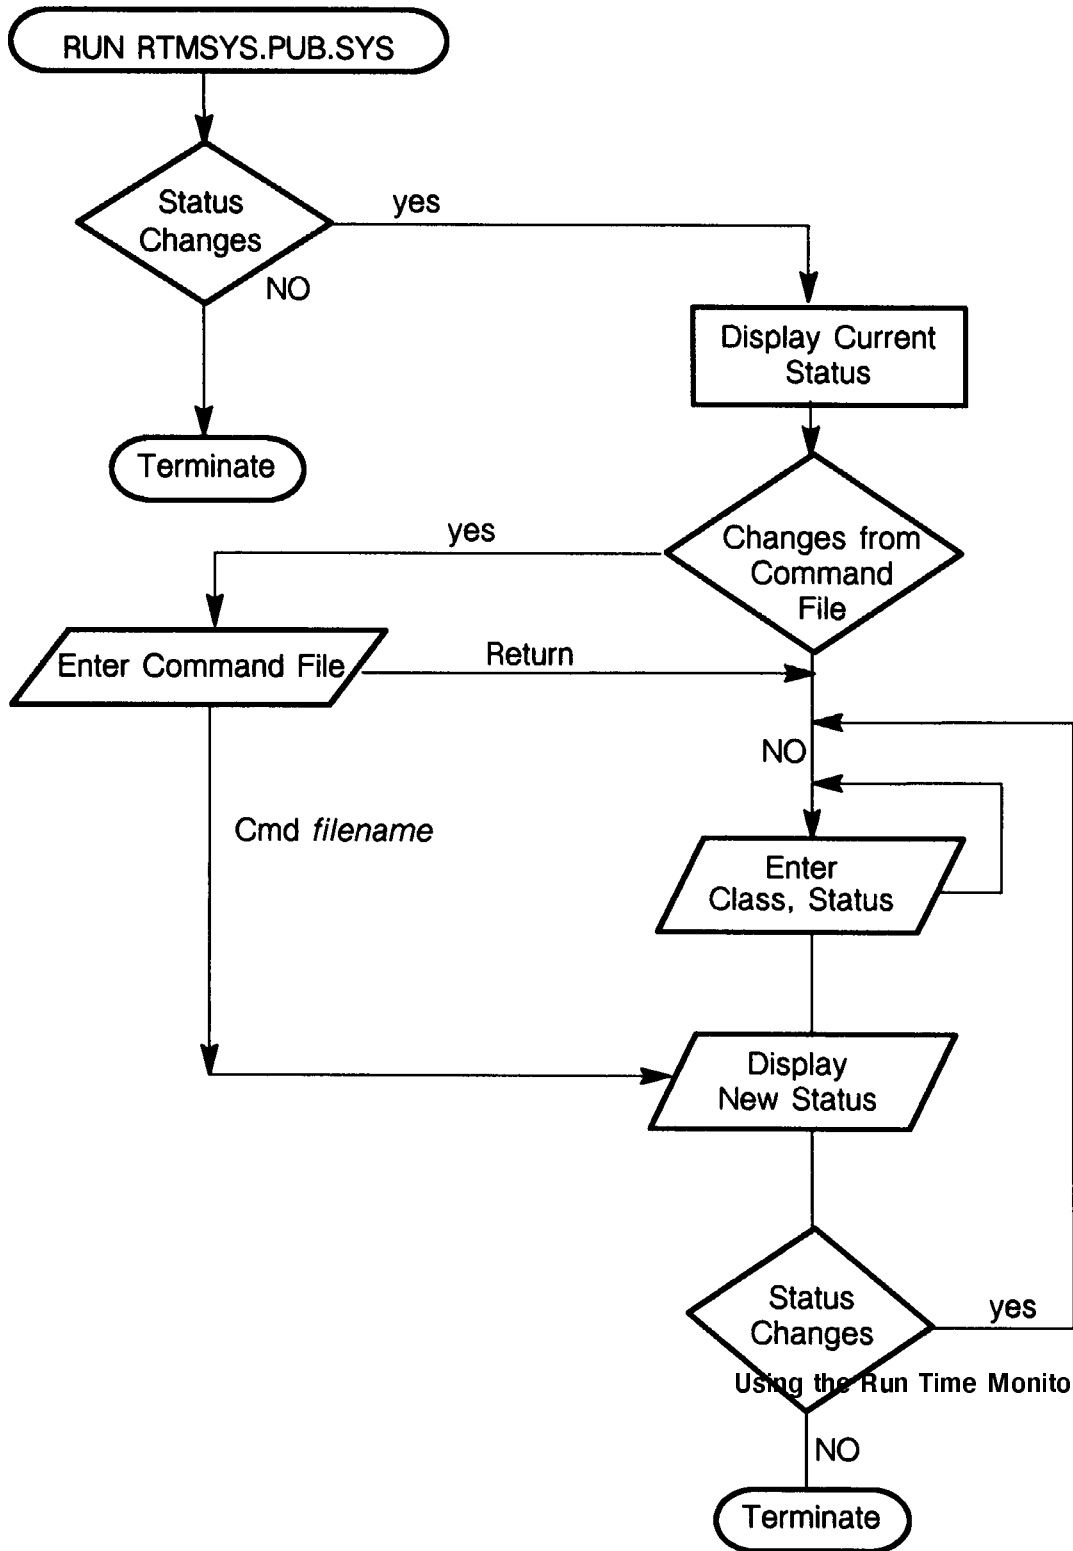 RUN RTMSYS.PUB.SYS
Status
Changes
yes
NO
Display Current
Status
Terminate
yes
Changes from
Command
File
Enter Command File
Return
NO
Cmd filename
Enter
Class, Status
Display
New Status
Status
Changes
yes
Using the Run Time Monito
NO
Terminate